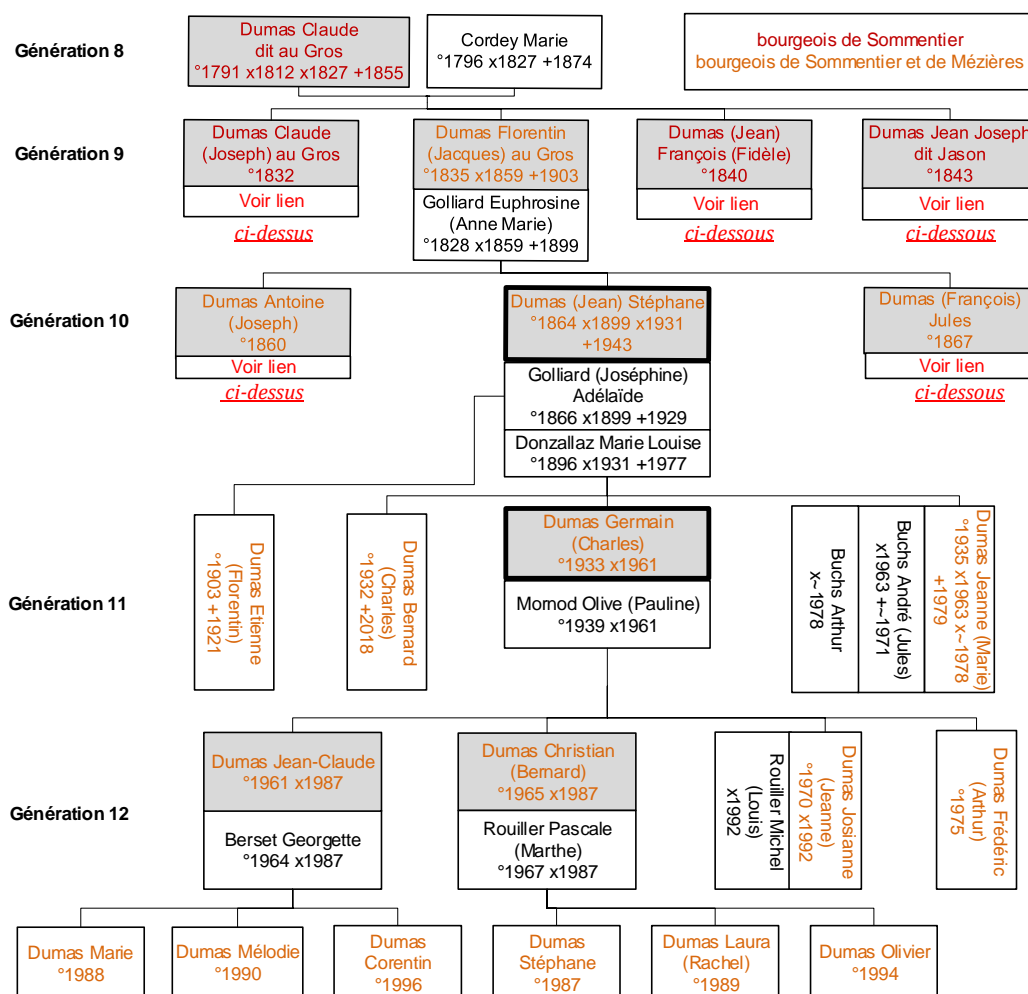 Génération 8
Dumas Claude
dit au Gros
°1791 x1812 x1827 +1855
Cordey Marie
°1796 x1827 +1874
bourgeois de Sommentier
bourgeois de Sommentier et de Mézières
Génération 9
Dumas Claude
(Joseph) au Gros
°1832
Voir lien
ci-dessus
Dumas Florentin
(Jacques) au Gros
°1835 x1859 +1903
Golliard Euphrosine
(Anne Marie)
°1828 x1859 +1899
Dumas (Jean)
François (Fidèle)
°1840
Voir lien
ci-dessous
Dumas Jean Joseph
dit Jason
°1843
Voir lien
ci-dessous
Génération 10
Dumas Antoine
(Joseph)
°1860
Voir lien
ci-dessus
Dumas (Jean) Stéphane
°1864 x1899 x1931
+1943
Golliard (Joséphine)
Adélaïde
°1866 x1899 +1929
Donzallaz Marie Louise
°1896 x1931 +1977
Dumas (François)
Jules
°1867
Voir lien
ci-dessous
Génération 11
Dumas Etienne
(Florentin)
°1903 +1921
Dumas Bernard
(Charles)
°1932 +2018
Dumas Germain
(Charles)
°1933 x1961
Mornod Olive (Pauline)
°1939 x1961
Buchs Arthur
x~1978
Buchs André (Jules)
x1963 +~1971
Dumas Jeanne (Marie)
°1935 x1963 x~1978
+1979
Génération 12
Dumas Jean-Claude
°1961 x1987
Berset Georgette
°1964 x1987
Dumas Christian
(Bernard)
°1965 x1987
Rouiller Pascale
(Marthe)
°1967 x1987
Rouiller Michel
(Louis)
x1992
Dumas Josianne
(Jeanne)
°1970 x1992
Dumas Frédéric
(Arthur)
°1975
Dumas Marie
°1988
Dumas Mélodie
°1990
Dumas
Corentin
°1996
Dumas
Stéphane
°1987
Dumas Laura
(Rachel)
°1989
Dumas Olivier
°1994